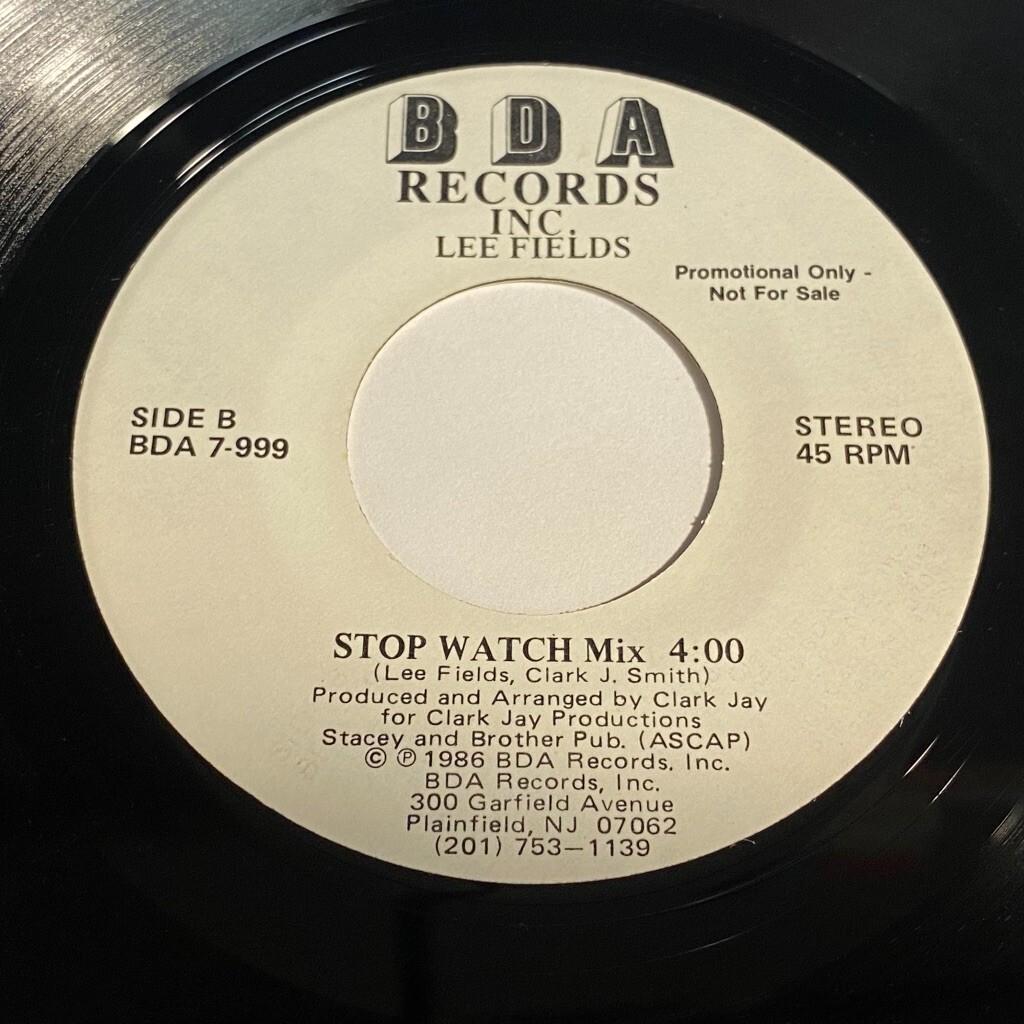 BDA
RECORDS
INC.
LEE FIELDS
Promotional Only -
Not For Sale
SIDE B
BDA 7-999
STEREO
45 RPM
STOP WATCH Mix 4:00
(Lee Fields, Clark J. Smith)
Produced and Arranged by Clark Jay
for Clark Jay Productions
Stacey and Brother Pub. (ASCAP)
© ℗ 1986 BDA Records, Inc.
BDA Records, Inc.
300 Garfield Avenue
Plainfield, NJ 07062
(201) 753-1139